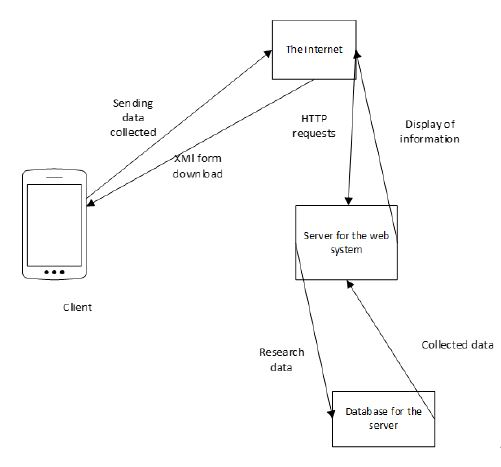 The Internet
Sending
data
collected
HTTP
requests
Display of
information
XMl form
download
Server for the web
system
Client
Research
data
Collected data
Database for the
server